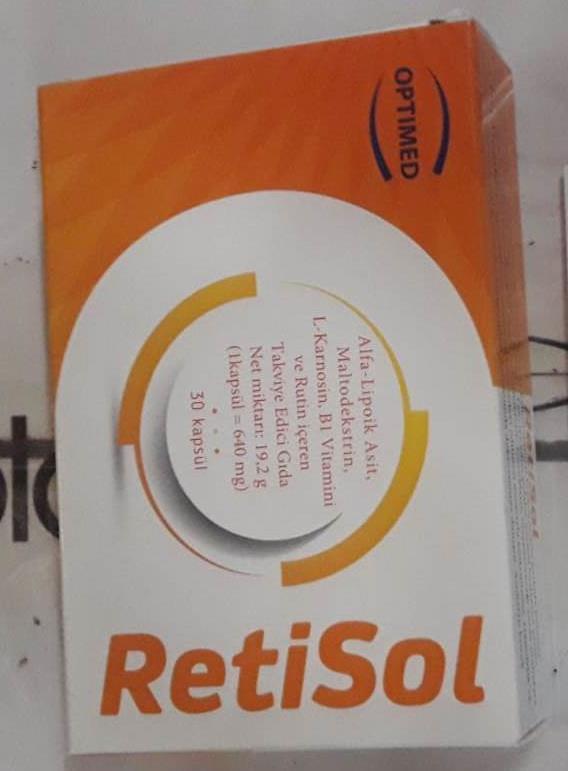 OPTIMED
Alfa-Lipoik Asit,
Maltodekstrin,
L-Karnosin, B1 Vitamini
ve Rutin içeren
Takviye Edici Gıda
Net miktarı: 19,2 g
(1kapsül = 640 mg)
30 kapsül
RetiSol
RetiSol